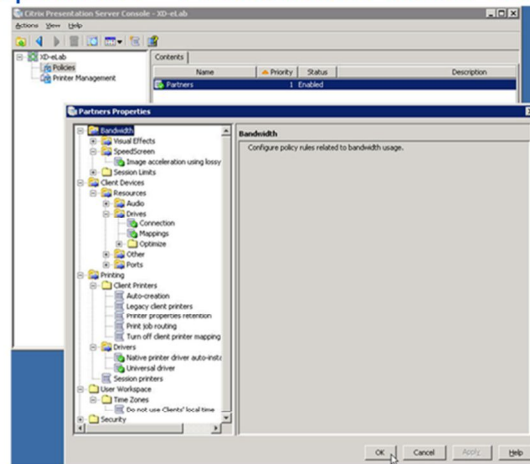 Citrix Presentation Server Console - XD-eLab
Actions View Help
XD-eLab
Policies
Printer Management
Contents
Name Priority Status Description
Partners 1 Enabled
Partners Properties
Bandwidth
Visual Effects
SpeedScreen
Image acceleration using lossy
Session Limits
Client Devices
Resources
Audio
Drives
Connection
Mappings
Optimize
Other
Ports
Printing
Client Printers
Auto-creation
Legacy client printers
Printer properties retention
Print job routing
Turn off client printer mapping
Drivers
Native printer driver auto-insta
Universal driver
Session printers
User Workspace
Time Zones
Do not use Clients' local time
Security
Bandwidth
Configure policy rules related to bandwidth usage.
OK Cancel Apply Help